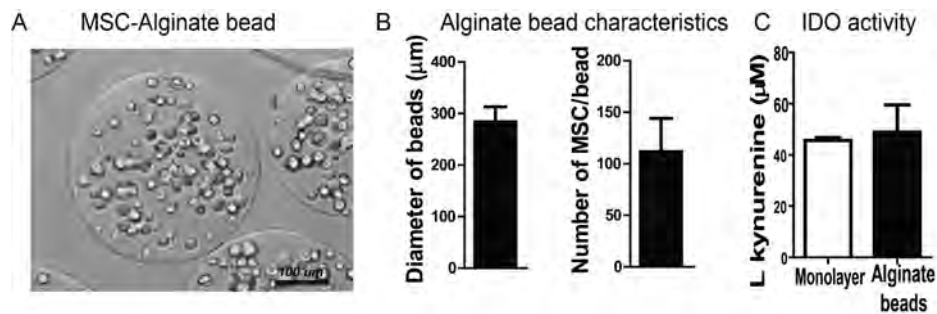 A MSC-Alginate bead
100 um
B Alginate bead characteristics
Diameter of beads (μm)
400
300
300
100
0
Number of MSC/bead
200
150
100
50
0
C IDO activity
L kynurenine (μM)
80
60
40
20
0
Monolayer
Alginate
beads